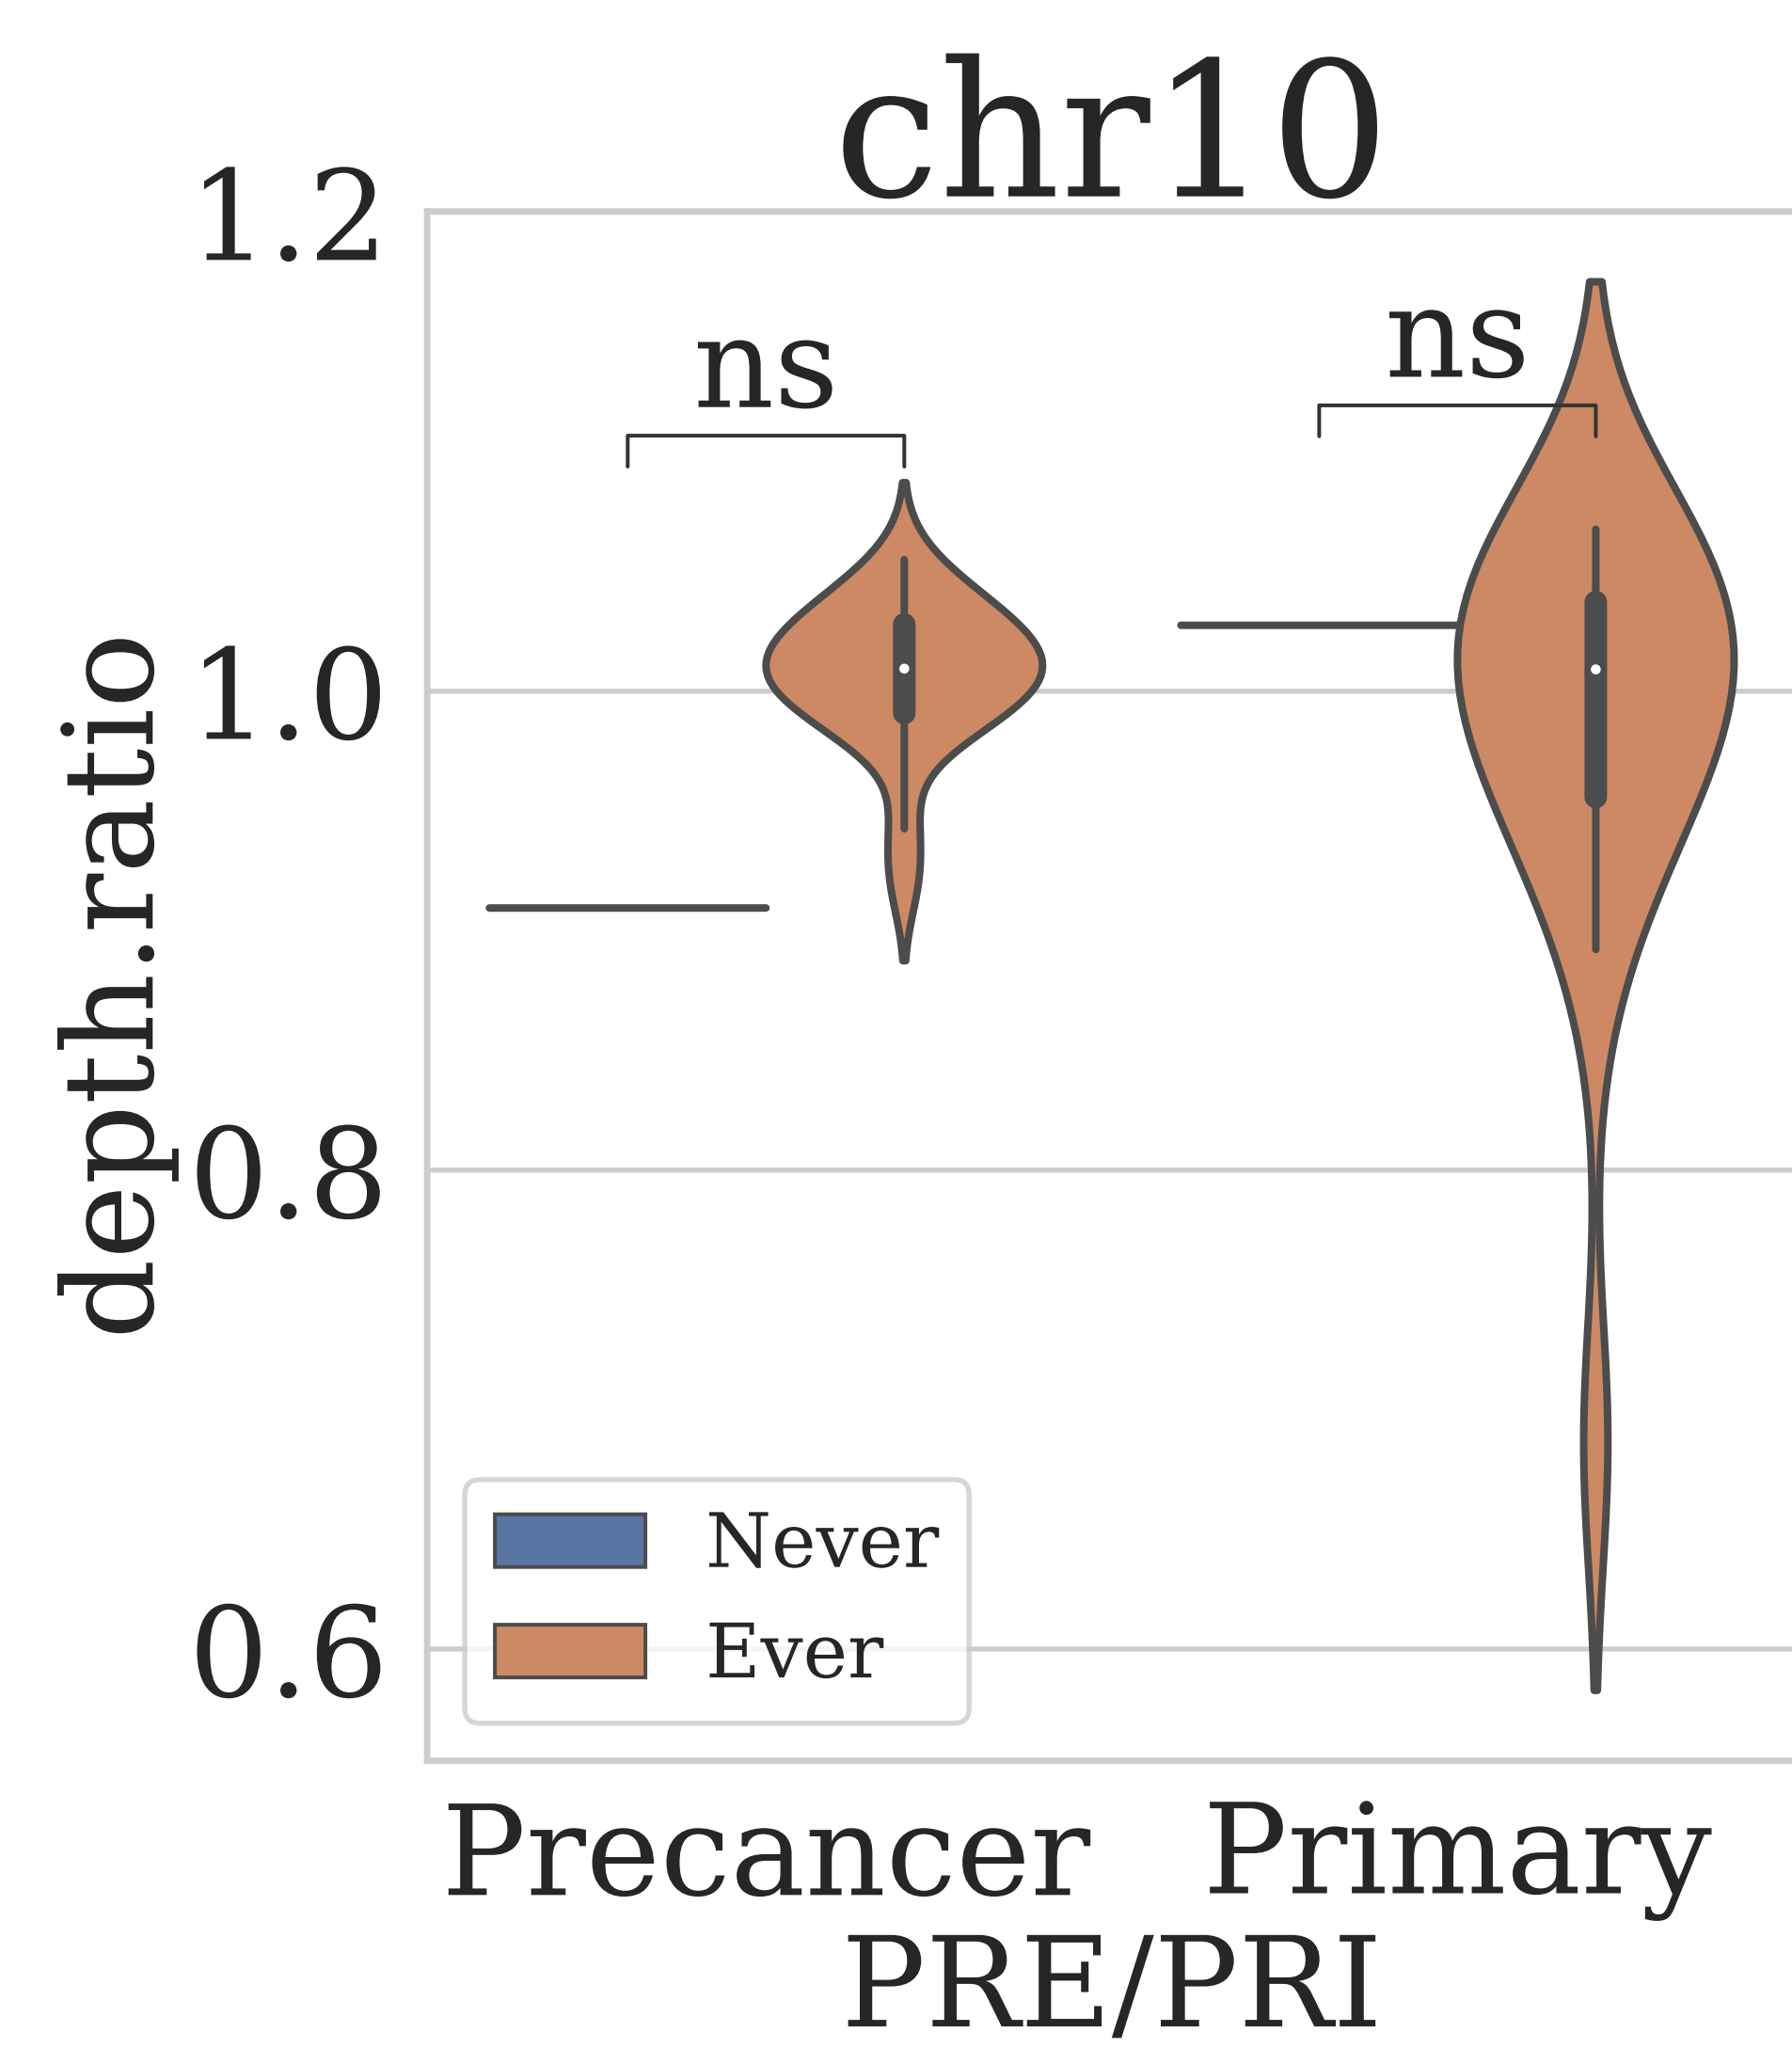 chr10
1.2
ns
ns
1.0
depth.ratio
0.8
0.6
Never
Ever
Precancer Primary
PRE/PRI